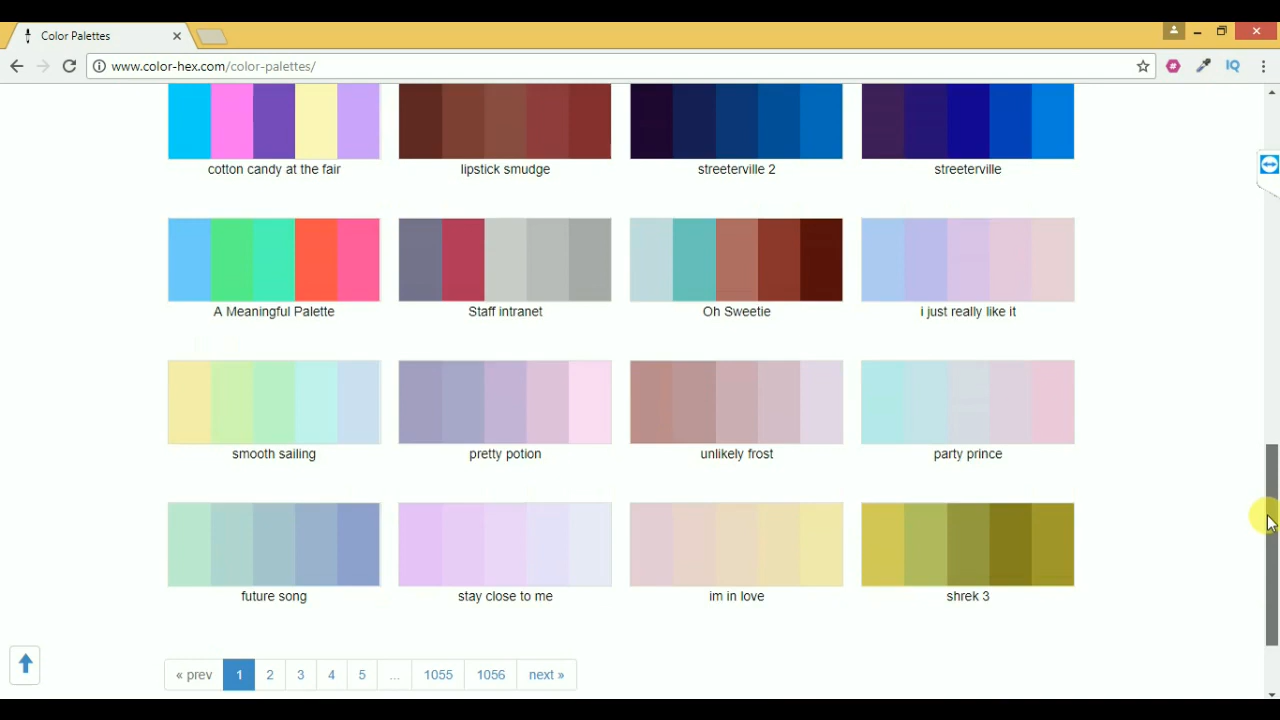 Color Palettes
www.color-hex.com/color-palettes/
IQ
cotton candy at the fair
lipstick smudge
streeterville 2
streeterville
A Meaningful Palette
Staff intranet
Oh Sweetie
i just really like it
smooth sailing
pretty potion
unlikely frost
party prince
future song
stay close to me
im in love
shrek 3
« prev 1 2 3 4 5 ... 1055 1056 next »